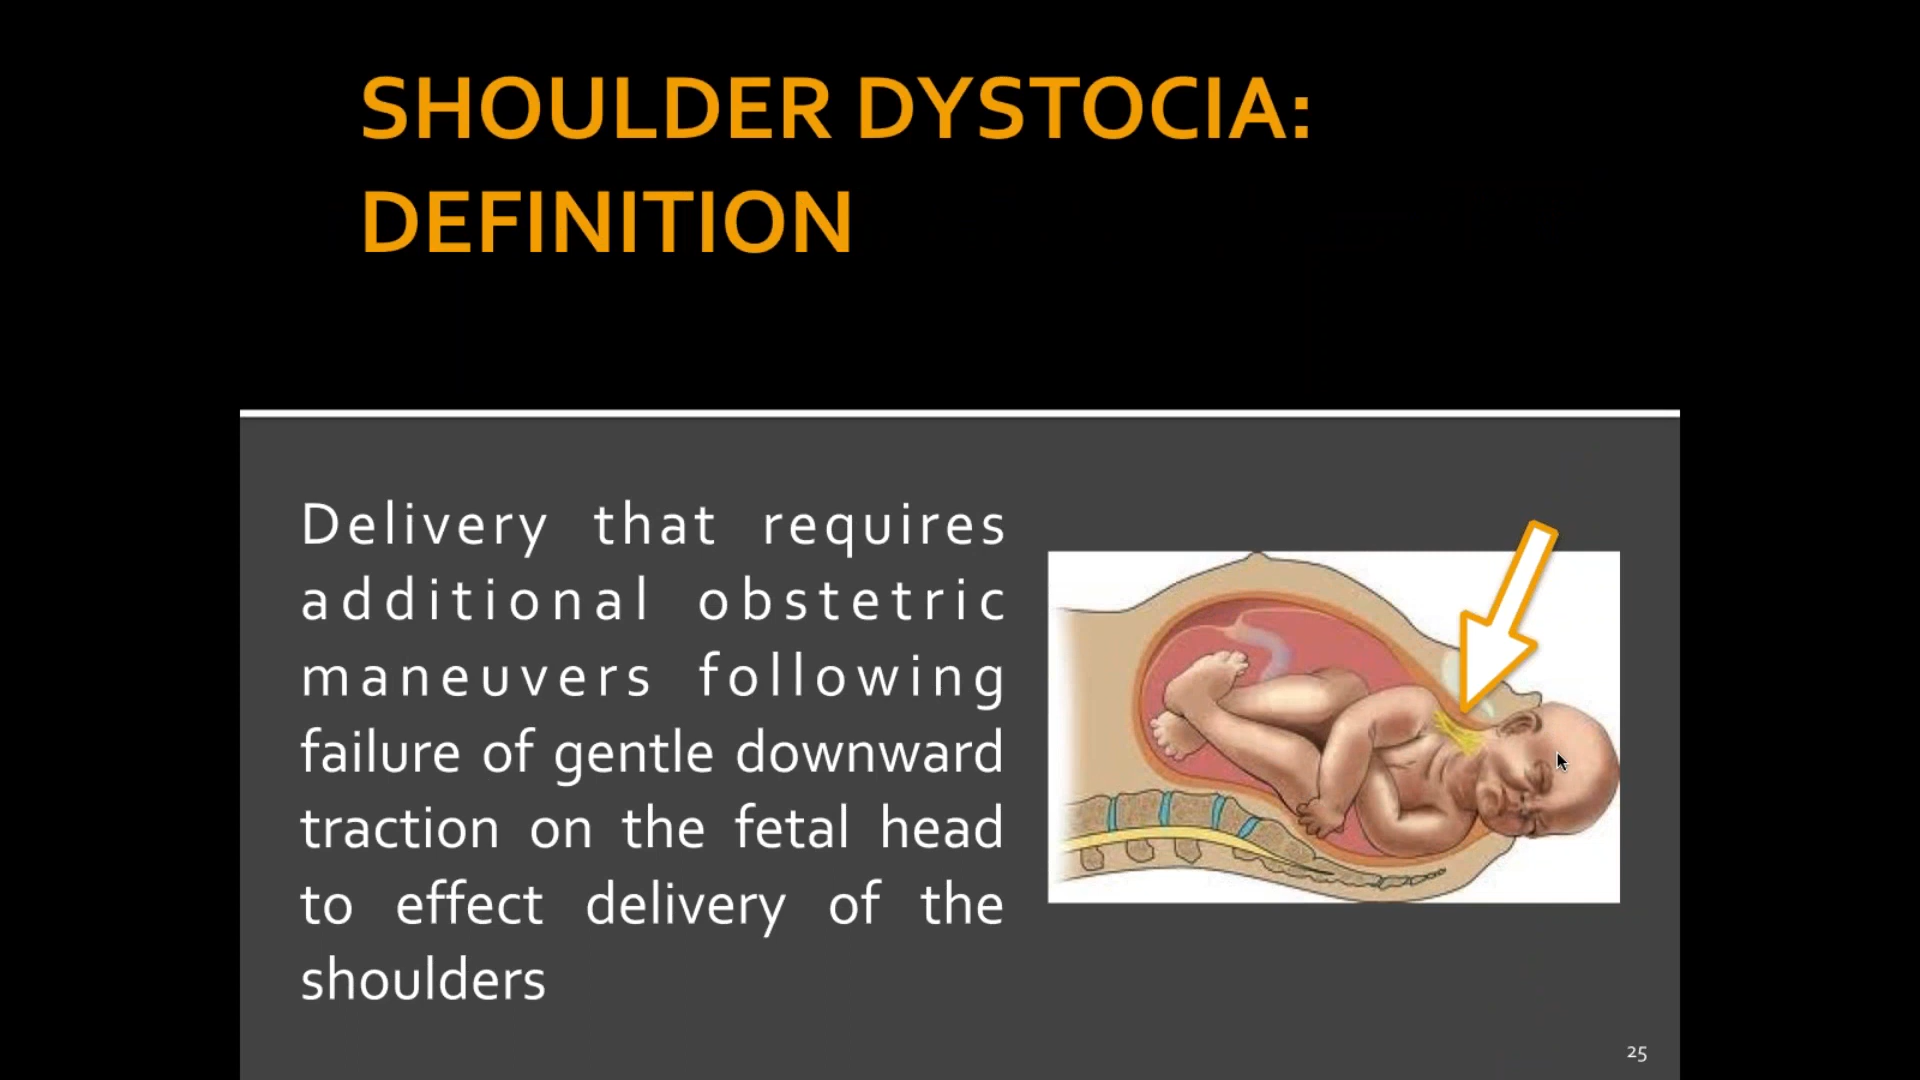 SHOULDER DYSTOCIA:
DEFINITION
Delivery that requires
additional obstetric
maneuvers following
failure of gentle downward
traction on the fetal head
to effect delivery of the
shoulders
25